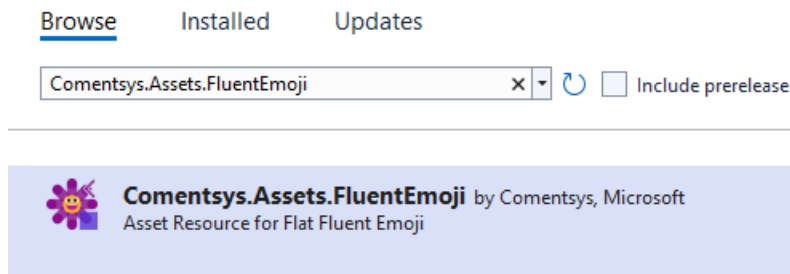 Browse Installed Updates
Comentsys.Assets.FluentEmoji Include prerelease
Comentsys.Assets.FluentEmoji by Comentsys, Microsoft
Asset Resource for Flat Fluent Emoji